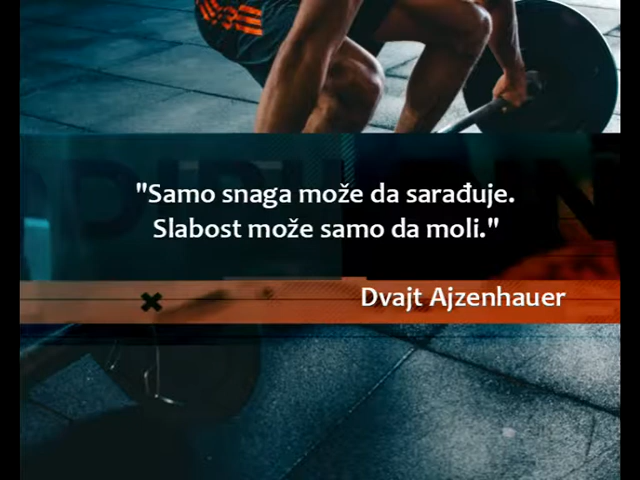 "Samo snaga može da sarađuje.
Slabost može samo da moli."
Dvajt Ajzenhauer